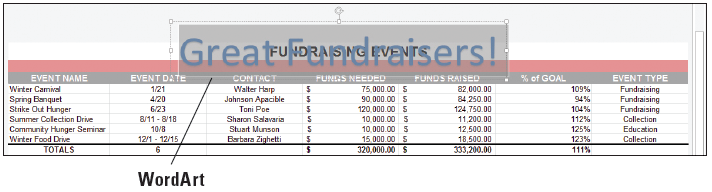 Great Fundraisers!
FUNDRAISING EVENTS
EVENT NAME EVENT DATE CONTACT FUNDS NEEDED FUNDS RAISED % of GOAL EVENT TYPE
Winter Carnival 1/21 Walter Harp $ 75,000.00 $ 82,000.00 109% Fundraising
Spring Banquet 4/20 Johnson Apacible $ 90,000.00 $ 84,250.00 94% Fundraising
Strike Out Hunger 6/23 Toni Poe $ 120,000.00 $ 124,750.00 104% Fundraising
Summer Collection Drive 8/11 - 8/18 Sharon Salavaria $ 10,000.00 $ 11,200.00 112% Collection
Community Hunger Seminar 10/8 Stuart Munson $ 10,000.00 $ 12,500.00 125% Education
Winter Food Drive 12/1 - 12/15 Barbara Zighetti $ 15,000.00 $ 18,500.00 123% Collection
TOTALS 6 $ 320,000.00 $ 333,200.00 111%
WordArt